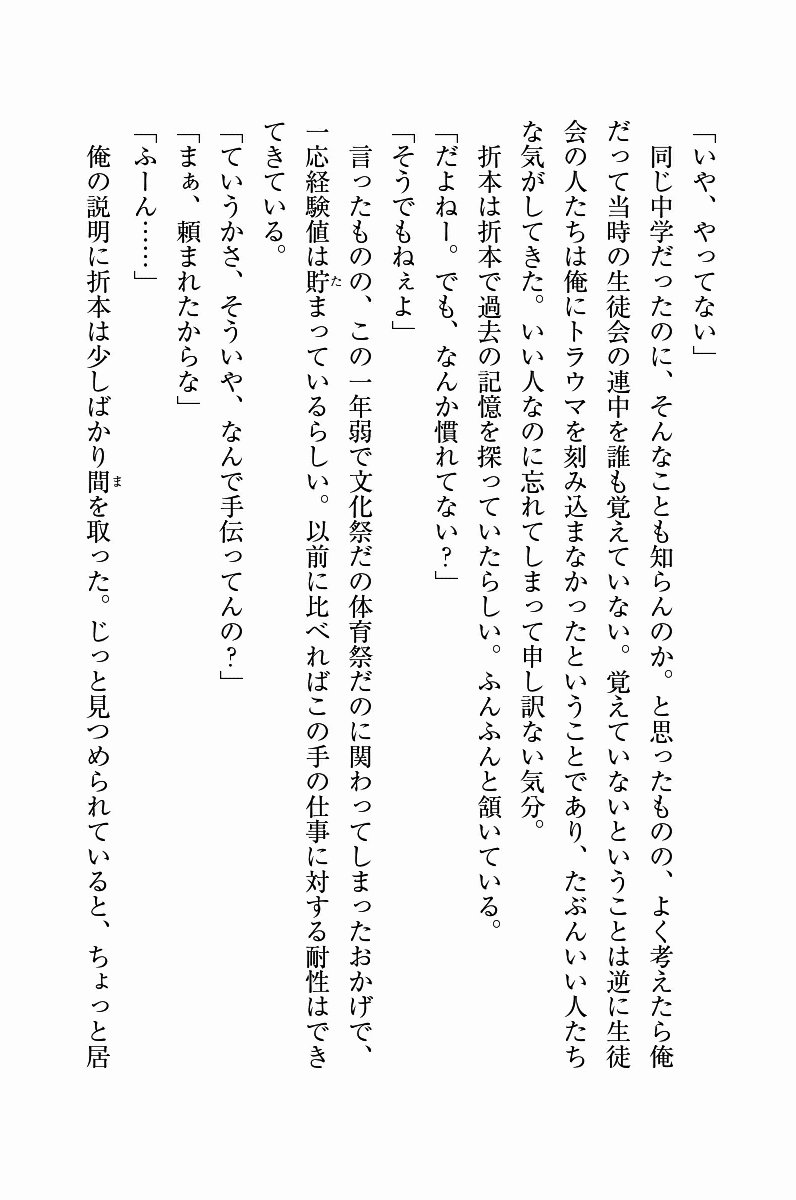 「いや、やってない」
同じ中学だったのに、そんなことも知らんのか。と思ったものの、よく考えたら俺
だって当時の生徒会の連中を誰も覚えていない。覚えていないということは逆に生徒
会の人たちは俺にトラウマを刻み込まなかったということであり、たぶんいい人たち
な気がしてきた。いい人なのに忘れてしまって申し訳ない気分。
折本は折本で過去の記憶を探っていたらしい。ふんふんと頷いている。
「だよねー。でも、なんか慣れてない？」
「そうでもねぇよ」
言ったものの、この一年弱で文化祭だの体育祭だのに関わってしまったおかげで、
一応経験値は貯まっているらしい。以前に比べればこの手の仕事に対する耐性はでき
てきている。
「ていうかさ、そういや、なんで手伝ってんの？」
「まぁ、頼まれたからな」
「ふーん……」
俺の説明に折本は少しばかり間を取った。じっと見つめられていると、ちょっと居